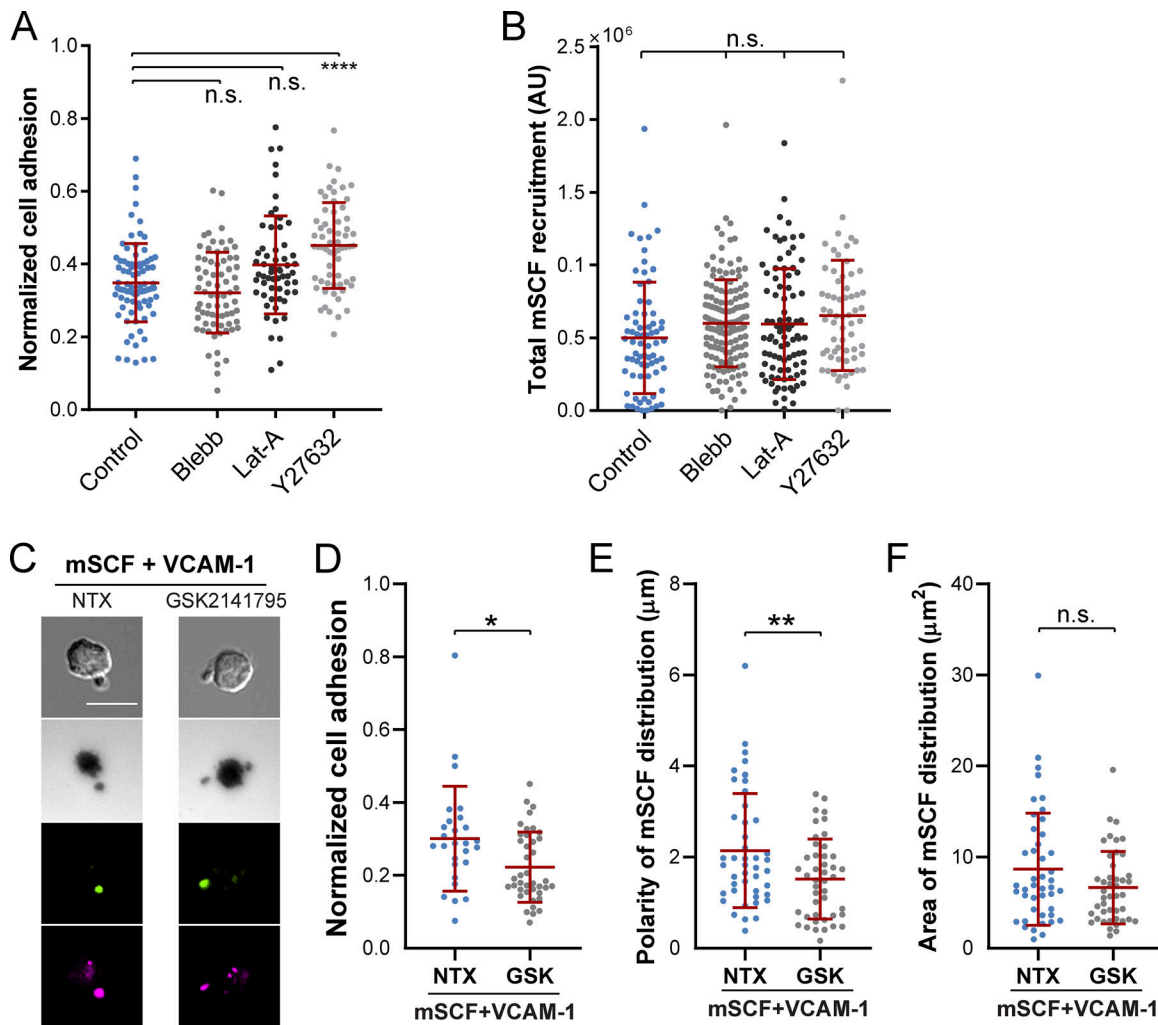 A
Normalized cell adhesion
1.0
0.8
0.6
0.4
0.2
0.0
****
n.s.
n.s.
Control
Blebb
Lat-A
Y27632
B
Total mSCF recruitment (AU)
×10⁶
2.5
2.0
1.5
0.1
0.5
0.0
n.s.
Control
Blebb
Lat-A
Y27632
C
mSCF + VCAM-1
NTX GSK2141795
D
Normalized cell adhesion
1.0
0.8
0.6
0.4
0.2
0.0
*
NTX GSK
mSCF+VCAM-1
E
Polarity of mSCF distribution (μm)
8
6
4
2
0
**
NTX GSK
mSCF+VCAM-1
F
Area of mSCF distribution (μm²)
40
30
20
10
0
n.s.
NTX GSK
mSCF+VCAM-1